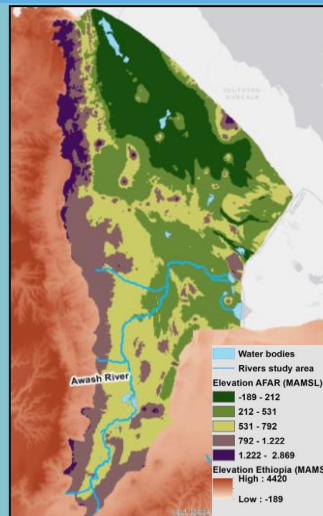 SOUTHERN
Awash River
Water bodies
Rivers study area
Elevation AFAR (MAMSL)
-189 - 212
212 - 531
531 - 792
792 - 1.222
1.222 - 2.869
Elevation Ethiopia (MAMS
High : 4420
Low : -189